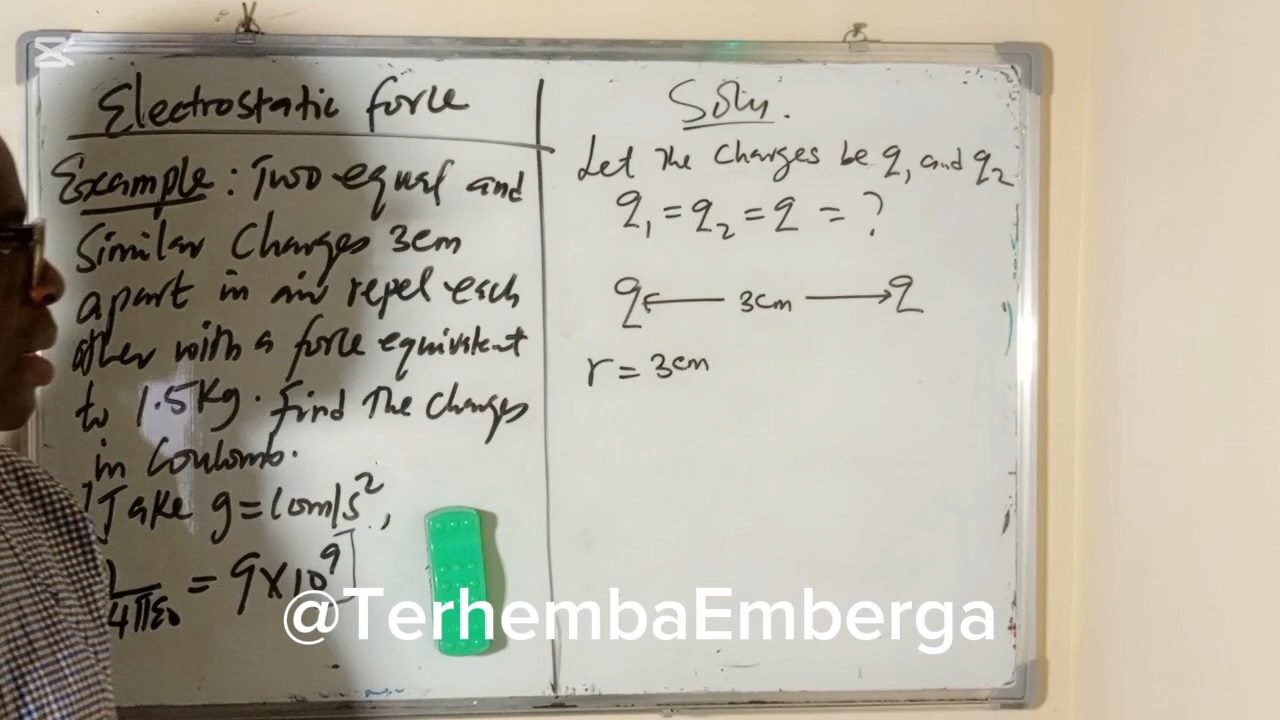 Electrostatic force
Example: Two equal and
Similar Charges 3cm
apart in air repel each
other with a force equivalent
to 1.5Kg. Find The charges
in Coulomb.
[Take g=10m/s²,
1/4πε₀ = 9×10⁹]
Soln.
Let The Charges be q₁ and q₂
q₁ = q₂ = q = ?
q ← 3cm → q
r = 3cm
@TerhembaEmberga